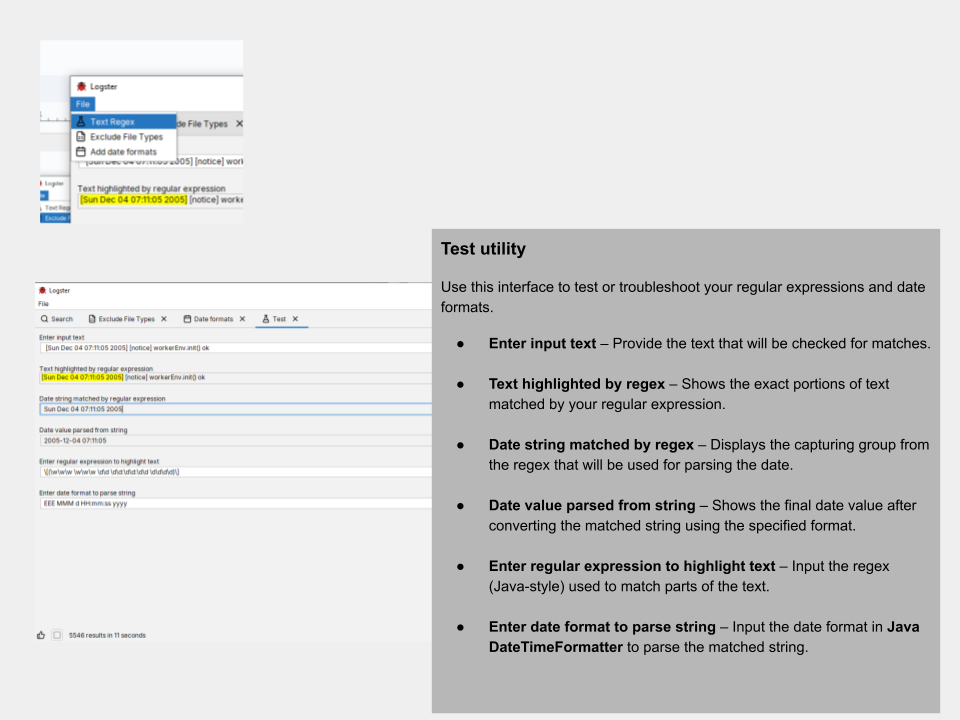 Logster
File
Text Regex
de File Types ✕
Exclude File Types
Add date formats
[Sun Dec 04 07:11:05 2005] [notice] work
Text highlighted by regular expression
[Sun Dec 04 07:11:05 2005] [notice] worke
Logster
Text Reg
Exclude F
Test utility
Use this interface to test or troubleshoot your regular expressions and date
formats.
● Enter input text – Provide the text that will be checked for matches.
● Text highlighted by regex – Shows the exact portions of text
matched by your regular expression.
● Date string matched by regex – Displays the capturing group from
the regex that will be used for parsing the date.
● Date value parsed from string – Shows the final date value after
converting the matched string using the specified format.
● Enter regular expression to highlight text – Input the regex
(Java-style) used to match parts of the text.
● Enter date format to parse string – Input the date format in Java
DateTimeFormatter to parse the matched string.
Logster
File
Search Exclude File Types ✕ Date formats ✕ Test ✕
Enter input text
[Sun Dec 04 07:11:05 2005] [notice] workerEnv.init() ok
Text highlighted by regular expression
[Sun Dec 04 07:11:05 2005] [notice] workerEnv.init() ok
Date string matched by regular expression
Sun Dec 04 07:11:05 2005
Date value parsed from string
2005-12-04 07:11:05
Enter regular expression to highlight text
Enter date format to parse string
EEE MMM d HH:mm:ss yyyy
5546 results in 11 seconds